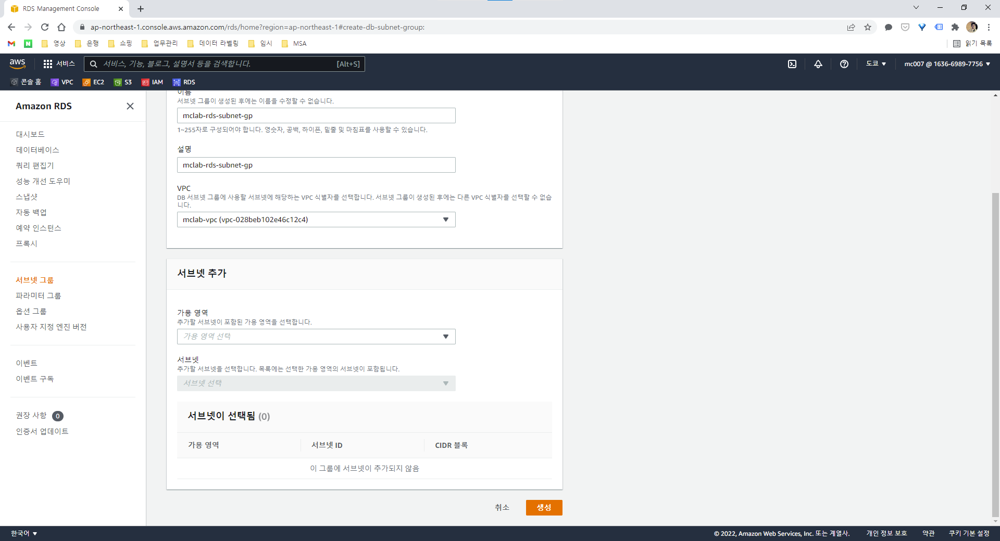 RDS Management Console
ap-northeast-1.console.aws.amazon.com/rds/home?region=ap-northeast-1#create-db-subnet-group:
영상
은행
쇼핑
업무관리
데이터 라벨링
임시
MSA
읽기 목록
aws
서비스
서비스, 기능, 블로그, 설명서 등을 검색합니다.
[Alt+S]
도쿄
mc007 @ 1636-6989-7756
콘솔 홈
VPC
EC2
S3
IAM
RDS
Amazon RDS
대시보드
데이터베이스
쿼리 편집기
성능 개선 도우미
스냅샷
자동 백업
예약 인스턴스
프록시
서브넷 그룹
파라미터 그룹
옵션 그룹
사용자 지정 엔진 버전
이벤트
이벤트 구독
권장 사항 0
인증서 업데이트
이름
서브넷 그룹이 생성된 후에는 이름을 수정할 수 없습니다.
mclab-rds-subnet-gp
1~255자로 구성되어야 합니다. 영숫자, 공백, 하이픈, 밑줄 및 마침표를 사용할 수 있습니다.
설명
mclab-rds-subnet-gp
VPC
DB 서브넷 그룹에 사용할 서브넷에 해당하는 VPC 식별자를 선택합니다. 서브넷 그룹이 생성된 후에는 다른 VPC 식별자를 선택할 수 없습
니다.
mclab-vpc (vpc-028beb102e46c12c4)
서브넷 추가
가용 영역
추가할 서브넷이 포함된 가용 영역을 선택합니다.
가용 영역 선택
서브넷
추가할 서브넷을 선택합니다. 목록에는 선택한 가용 영역의 서브넷이 포함됩니다.
서브넷 선택
서브넷이 선택됨 (0)
가용 영역
서브넷 ID
CIDR 블록
이 그룹에 서브넷이 추가되지 않음
취소
생성
한국어
© 2022, Amazon Web Services, Inc. 또는 계열사.
개인 정보 보호
약관
쿠키 기본 설정